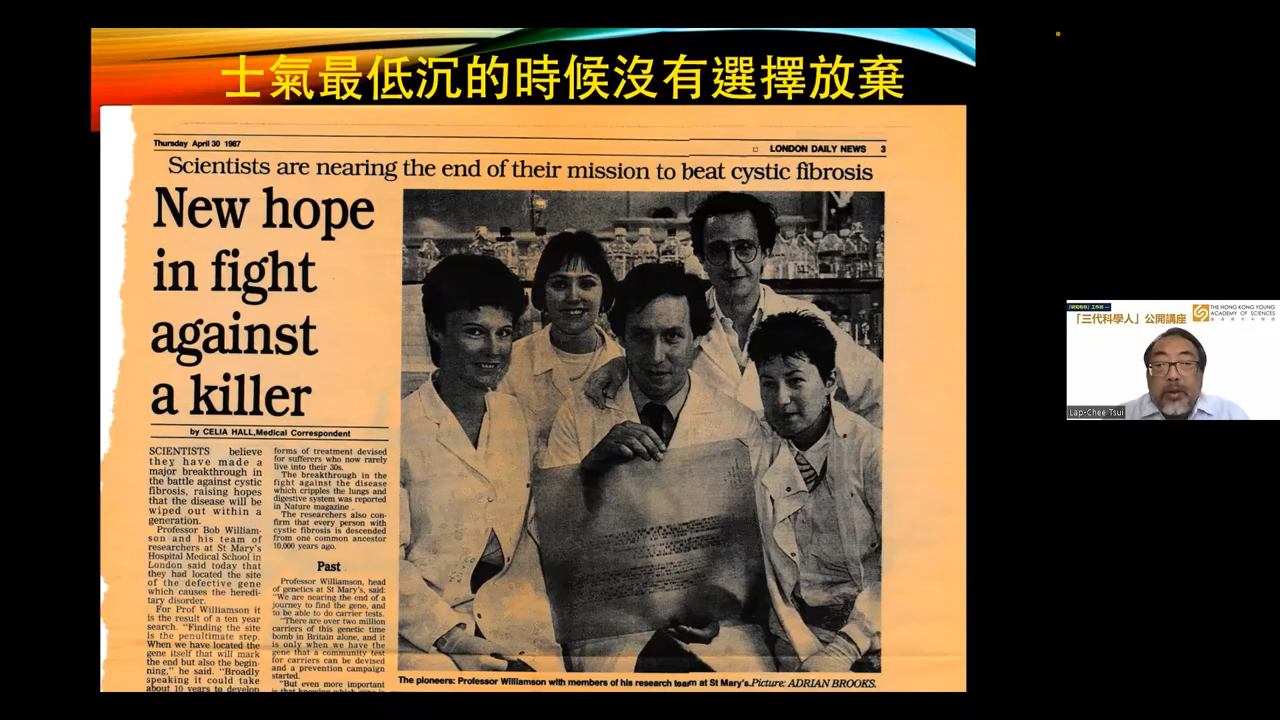 士氣最低沉的時候沒有選擇放棄
Thursday April 30 1987
LONDON DAILY NEWS 3
Scientists are nearing the end of their mission to beat cystic fibrosis
New hope
in fight
against
a killer
by CELIA HALL, Medical Correspondent
SCIENTISTS believe
they have made a
major breakthrough in
the battle against cystic
fibrosis, raising hopes
that the disease will be
wiped out within a
generation.
Professor Bob William-
son and his team of
researchers at St Mary's
Hospital Medical School in
London said today that
they had located the site
of the defective gene
which causes the heredi-
tary disorder.
For Prof Williamson it
is the result of a ten year
search. "Finding the site
is the penultimate step.
When we have located the
gene itself that will mark
the end but also the begin-
ning," he said. "Broadly
speaking it could take
about 10 years to develop
forms of treatment devised
for sufferers who now rarely
live into their 30s.
The breakthrough in the
fight against the disease
which cripples the lungs and
digestive system was reported
in Nature magazine.
The researchers also con-
firm that every person with
cystic fibrosis is descended
from one common ancestor
10,000 years ago.
Past
Professor Williamson, head
of genetics at St Mary's, said:
"We are nearing the end of a
journey to find the gene, and
to be able to do carrier tests.
"There are over two million
carriers of this genetic time
bomb in Britain alone, and it
is only when we have the
gene that a community test
for carriers can be devised
and a prevention campaign
started.
"But even more important
is that knowing which gene is
The pioneers: Professor Williamson with members of his research team at St Mary's. Picture: ADRIAN BROOKS.
「三代科學人」公開講座
THE HONG KONG YOUNG
ACADEMY OF SCIENCES
Lap-Chee Tsui